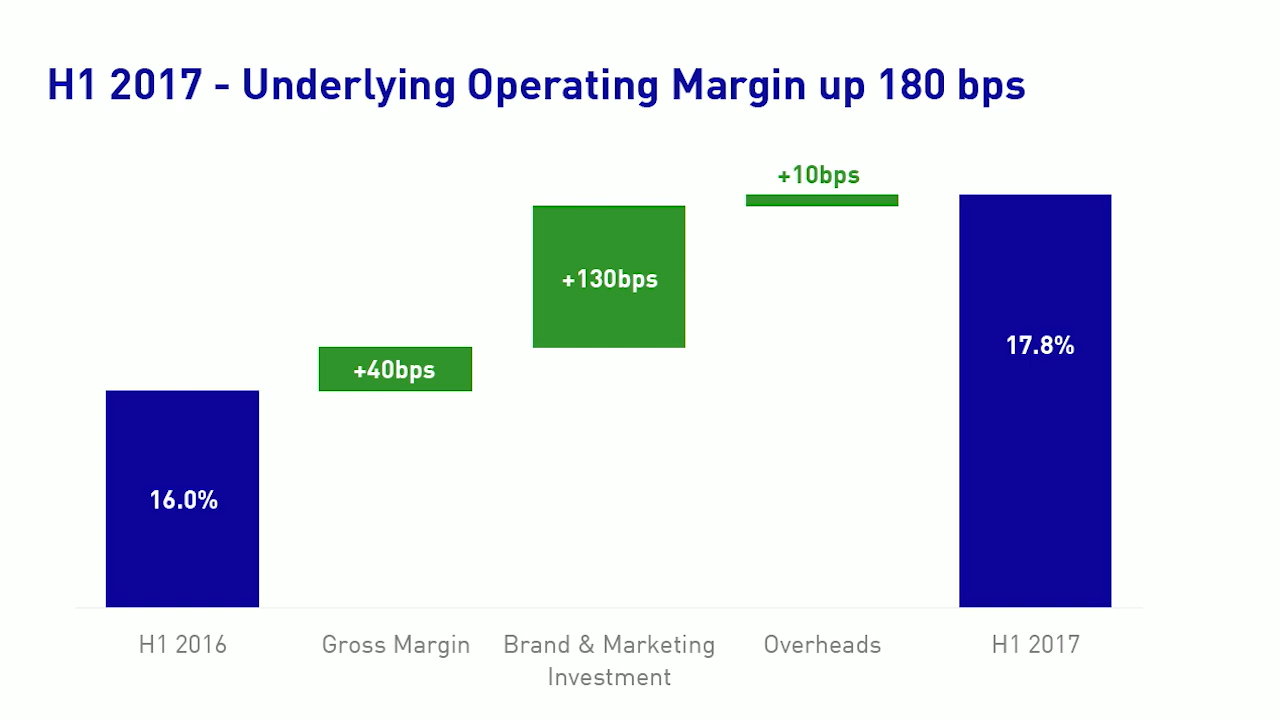 H1 2017 - Underlying Operating Margin up 180 bps
+10bps
+130bps
17.8%
+40bps
16.0%
H1 2016
Gross Margin
Brand & Marketing
Investment
Overheads
H1 2017